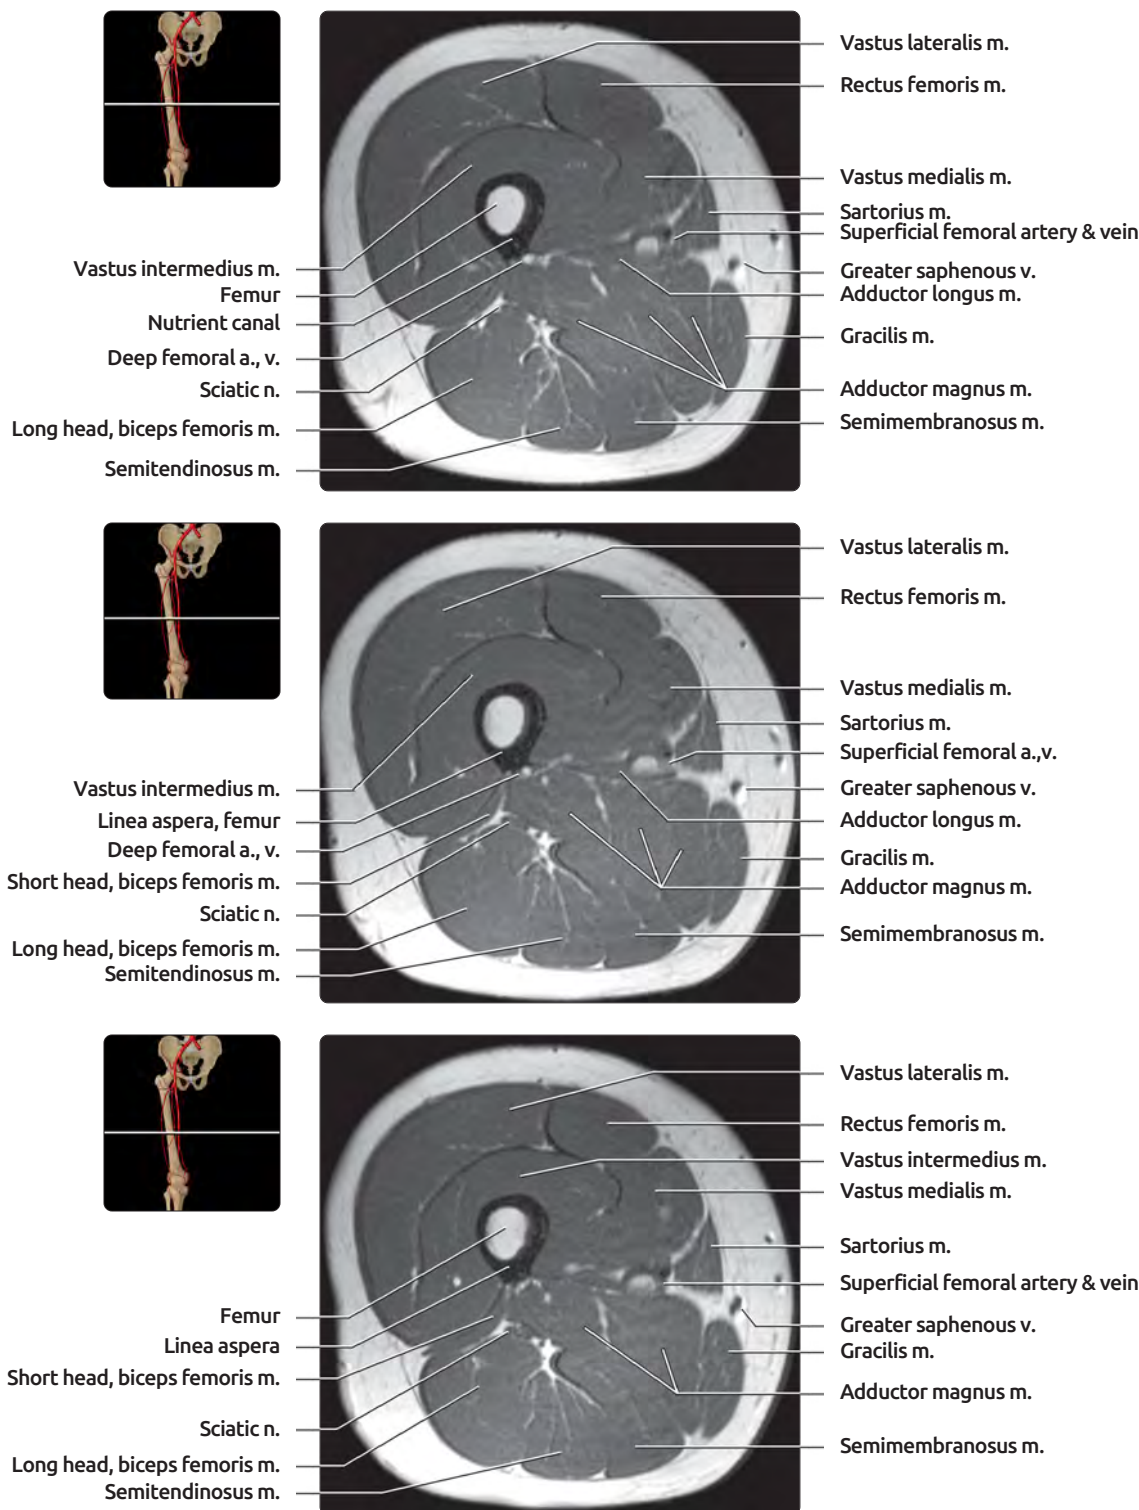 Vastus lateralis m.
Rectus femoris m.
Vastus medialis m.
Sartorius m.
Superficial femoral artery & vein
Greater saphenous v.
Adductor longus m.
Gracilis m.
Adductor magnus m.
Semimembranosus m.
Vastus intermedius m.
Femur
Nutrient canal
Deep femoral a., v.
Sciatic n.
Long head, biceps femoris m.
Semitendinosus m.
Vastus lateralis m.
Rectus femoris m.
Vastus medialis m.
Sartorius m.
Superficial femoral a.,v.
Greater saphenous v.
Adductor longus m.
Gracilis m.
Adductor magnus m.
Semimembranosus m.
Vastus intermedius m.
Linea aspera, femur
Deep femoral a., v.
Short head, biceps femoris m.
Sciatic n.
Long head, biceps femoris m.
Semitendinosus m.
Vastus lateralis m.
Rectus femoris m.
Vastus intermedius m.
Vastus medialis m.
Sartorius m.
Superficial femoral artery & vein
Greater saphenous v.
Gracilis m.
Adductor magnus m.
Semimembranosus m.
Femur
Linea aspera
Short head, biceps femoris m.
Sciatic n.
Long head, biceps femoris m.
Semitendinosus m.